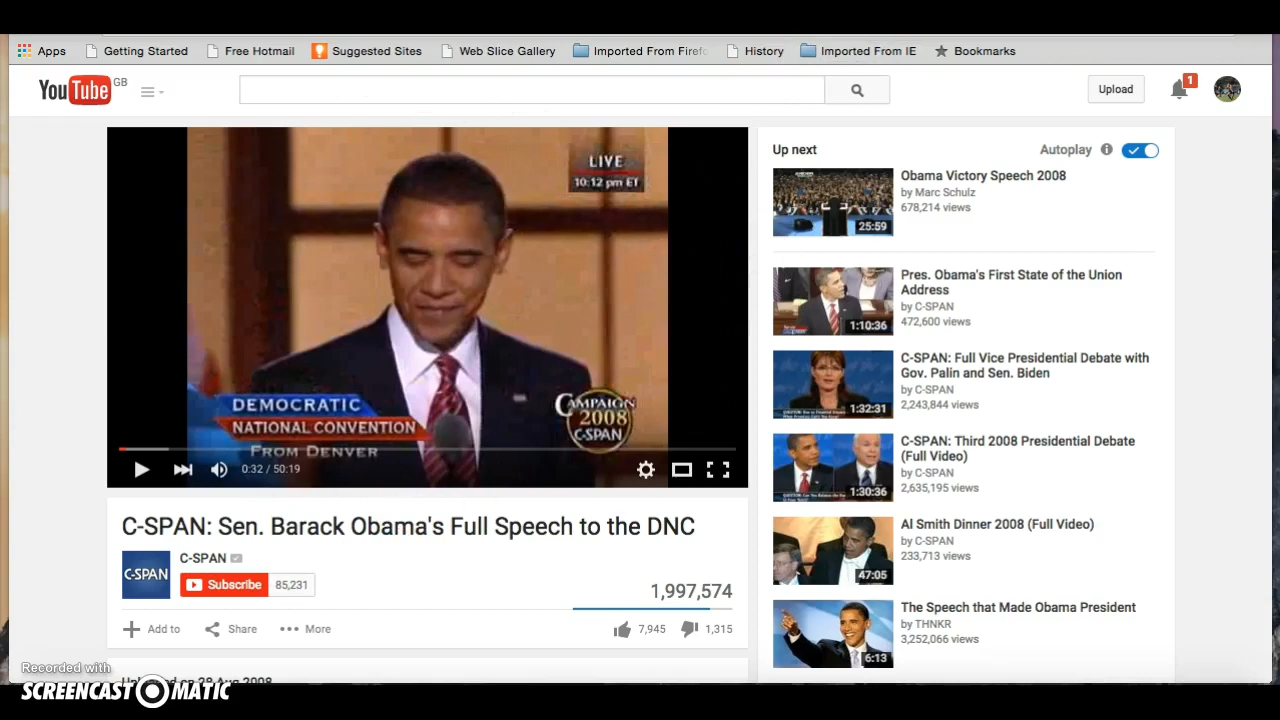 Apps Getting Started Free Hotmail Suggested Sites Web Slice Gallery Imported From Firefo History Imported From IE Bookmarks
YouTube GB
Upload
1
LIVE
10:12 pm ET
DEMOCRATIC
NATIONAL CONVENTION
FROM DENVER
CAMPAIGN
2008
C-SPAN
0:32 / 50:19
C-SPAN: Sen. Barack Obama's Full Speech to the DNC
C-SPAN
C-SPAN
Subscribe 85,231
1,997,574
Add to Share More 7,945 1,315
Uploaded on 28 Aug 2008
Up next Autoplay
Obama Victory Speech 2008
by Marc Schulz
678,214 views
25:59
Pres. Obama's First State of the Union
Address
by C-SPAN
472,600 views
1:10:36
C-SPAN: Full Vice Presidential Debate with
Gov. Palin and Sen. Biden
by C-SPAN
2,243,844 views
1:32:31
C-SPAN: Third 2008 Presidential Debate
(Full Video)
by C-SPAN
2,635,195 views
1:30:36
Al Smith Dinner 2008 (Full Video)
by C-SPAN
233,713 views
47:05
The Speech that Made Obama President
by THNKR
3,252,066 views
6:13
Recorded with
SCREENCAST-O-MATIC